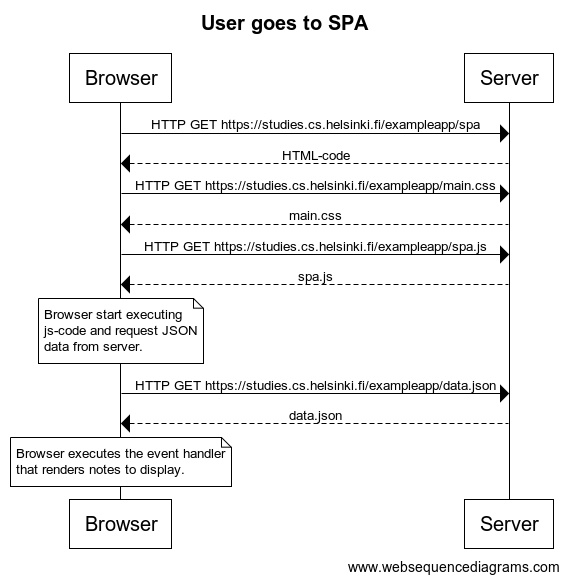 User goes to SPA
Browser
Server
HTTP GET https://studies.cs.helsinki.fi/exampleapp/spa
HTML-code
HTTP GET https://studies.cs.helsinki.fi/exampleapp/main.css
main.css
HTTP GET https://studies.cs.helsinki.fi/exampleapp/spa.js
spa.js
Browser start executing
js-code and request JSON
data from server.
HTTP GET https://studies.cs.helsinki.fi/exampleapp/data.json
data.json
Browser executes the event handler
that renders notes to display.
Browser
Server
www.websequencediagrams.com